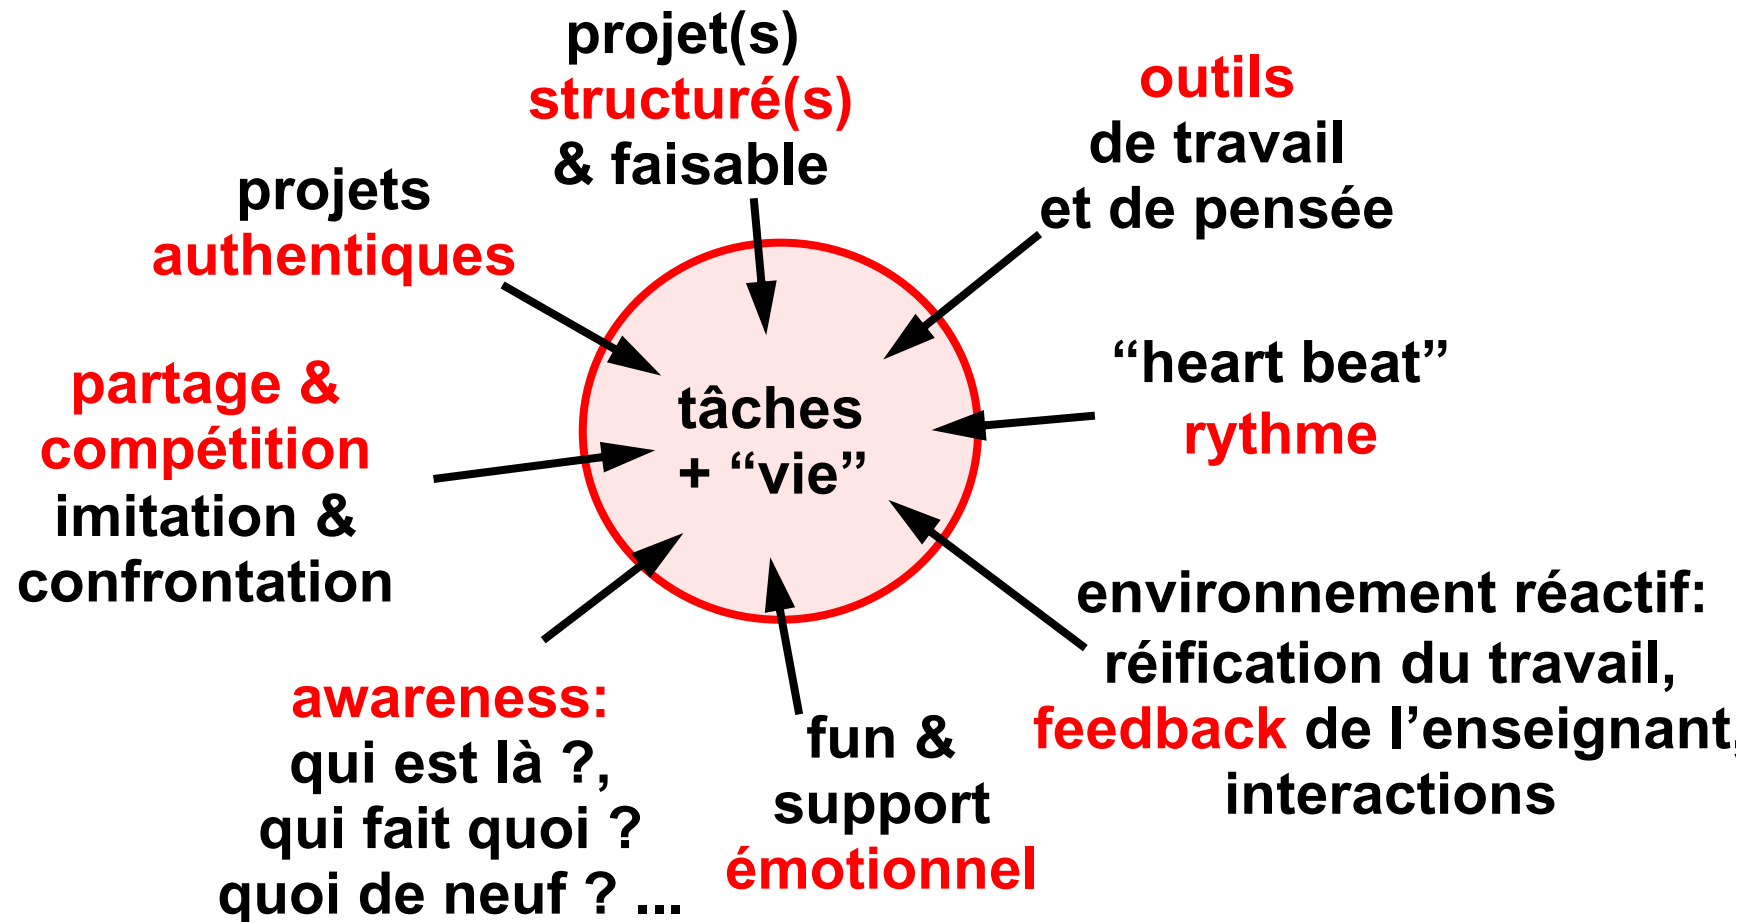 projet(s)
structuré(s)
& faisable
outils
de travail
et de pensée
projets
authentiques
“heart beat”
rythme
partage &
compétition
imitation &
confrontation
tâches
+ “vie”
environnement réactif:
réification du travail,
feedback de l’enseignant,
interactions
awareness:
qui est là ?,
qui fait quoi ?
quoi de neuf ? ...
fun &
support
émotionnel